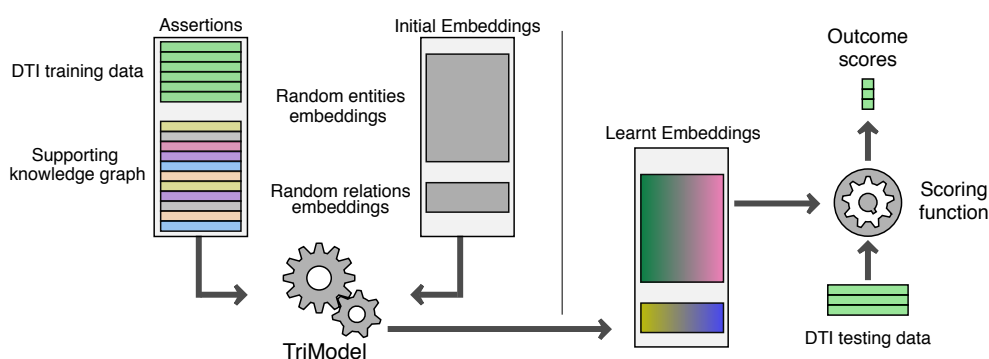 Assertions
DTI training data
Supporting
knowledge graph
Initial Embeddings
Random entities
embeddings
Random relations
embeddings
TriModel
Learnt Embeddings
Outcome
scores
Scoring
function
DTI testing data